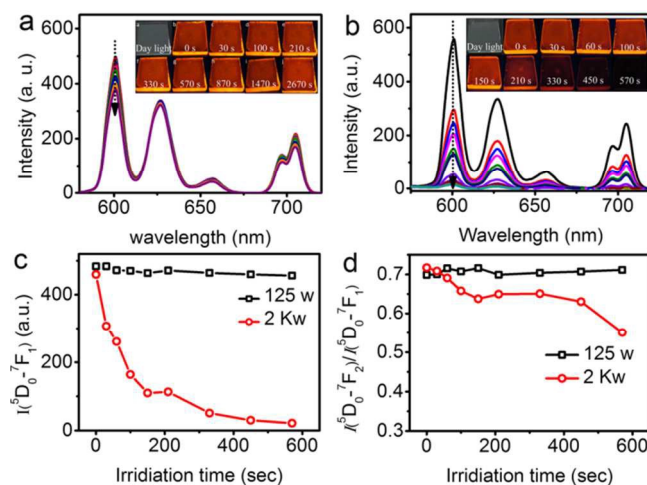 a
Day light 0 s 30 s 100 s 210 s
330 s 570 s 870 s 1470 s 2670 s
Intensity (a. u.)
500
400
300
200
100
0
600 650 700
wavelength (nm)
b
Day light 0 s 30 s 60 s 100 s
150 s 210 s 330 s 450 s 570 s
Intensity (a. u.)
600
400
200
0
600 650 700
Wavelength (nm)
c
I(⁵D₀-⁷F₁) (a.u.)
400
200
0
125 w
2 Kw
0 200 400 600
Irridiation time (sec)
d
I(⁵D₀-⁷F₂)/I(⁵D₀-⁷F₁)
0.7
0.6
0.5
0.4
0.3
125 w
2 Kw
0 200 400 600
Irridiation time (sec)